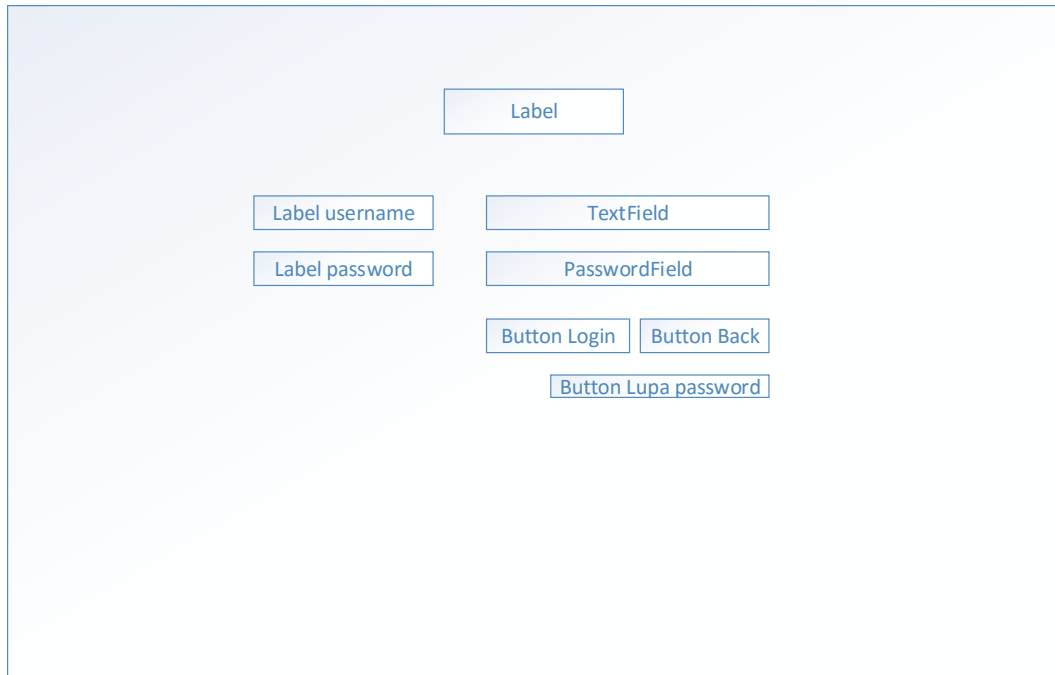 Label
Label username
TextField
Label password
PasswordField
Button Login
Button Back
Button Lupa password